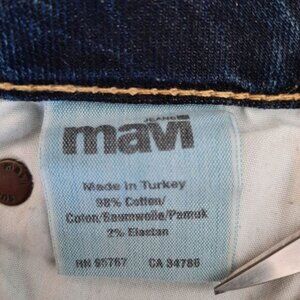 JEANS
mavi
Made in Turkey
98% Cotton/
Coton/Baumwolle/Pamuk
2% Elastan
RN 95767 CA 34786